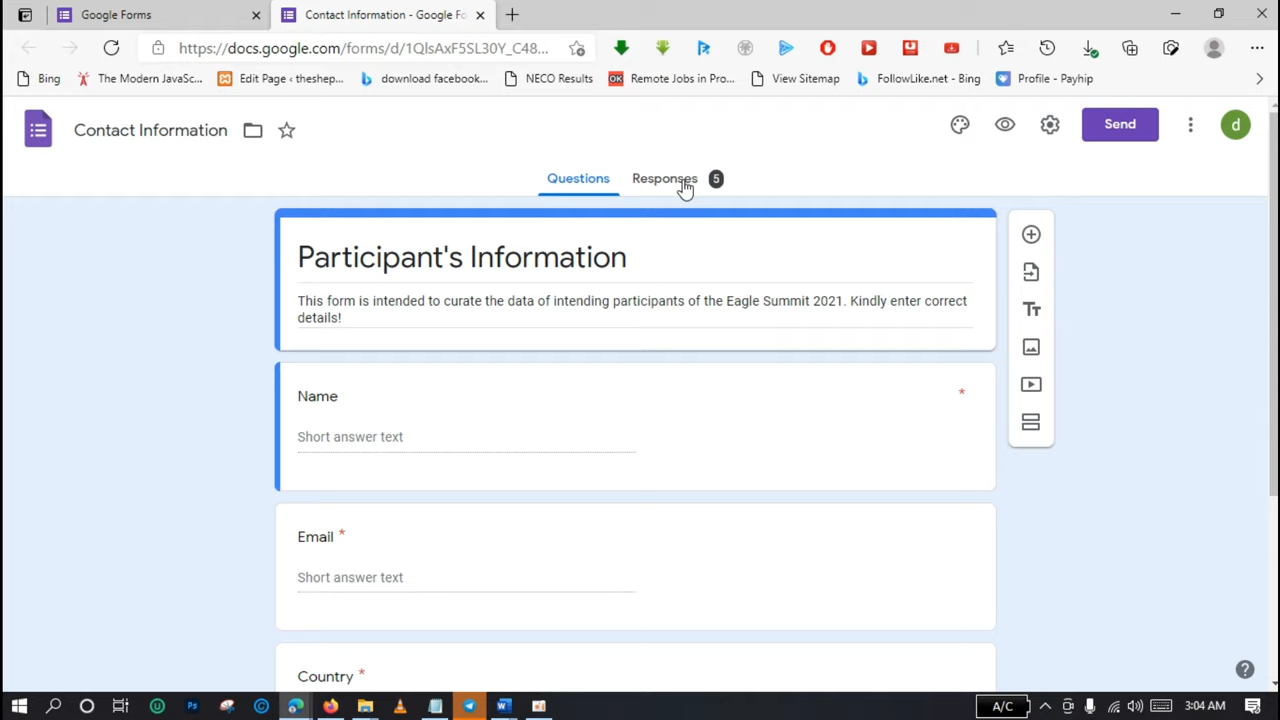 Google Forms
Contact Information - Google Fo
https://docs.google.com/forms/d/1QlsAxF5SL30Y_C48...
Bing
The Modern JavaSc...
Edit Page ‹ theshep...
download facebook...
NECO Results
OK
Remote Jobs in Pro...
View Sitemap
FollowLike.net - Bing
Profile - Payhip
Contact Information
Send
d
Questions
Responses
5
Participant's Information
This form is intended to curate the data of intending participants of the Eagle Summit 2021. Kindly enter correct
details!
Tt
Name
*
Short answer text
Email *
Short answer text
Country *
Ps
W
A/C
3:04 AM